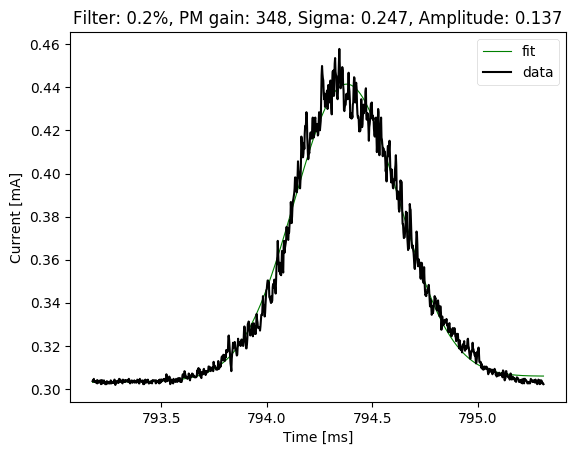 Filter: 0.2%, PM gain: 348, Sigma: 0.247, Amplitude: 0.137
fit
data
0.46
0.44
0.42
0.40
0.38
0.36
0.34
0.32
0.30
Current [mA]
793.5 794.0 794.5 795.0
Time [ms]